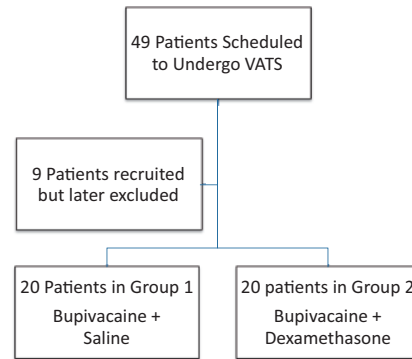 49 Patients Scheduled
to Undergo VATS
9 Patients recruited
but later excluded
20 Patients in Group 1
Bupivacaine +
Saline
20 patients in Group 2
Bupivacaine +
Dexamethasone